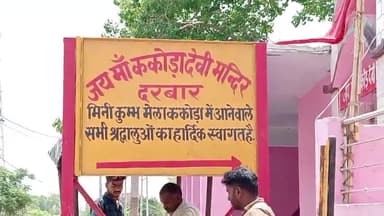 जय माँ ककोड़ा देवी मन्दिर
दरबार
मिनी कुम्भ मेला ककोड़ा में आनेवाले
सभी श्रद्धालुओं का हार्दिक स्वागत है.